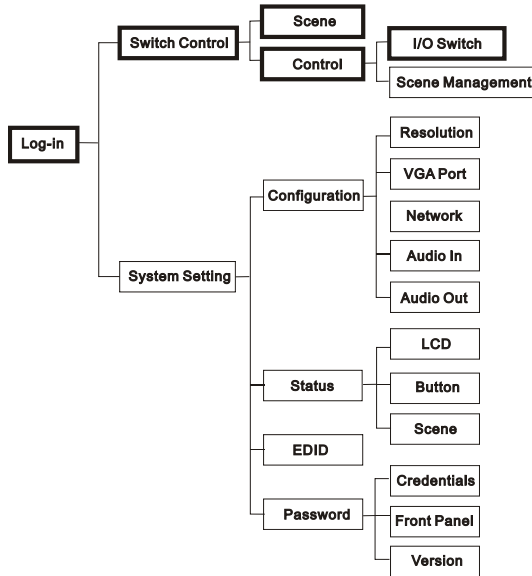 Scene
Switch Control
I/O Switch
Control
Scene Management
Log-in
Resolution
VGA Port
Configuration
Network
Audio In
System Setting
Audio Out
LCD
Status
Button
Scene
EDID
Credentials
Password
Front Panel
Version